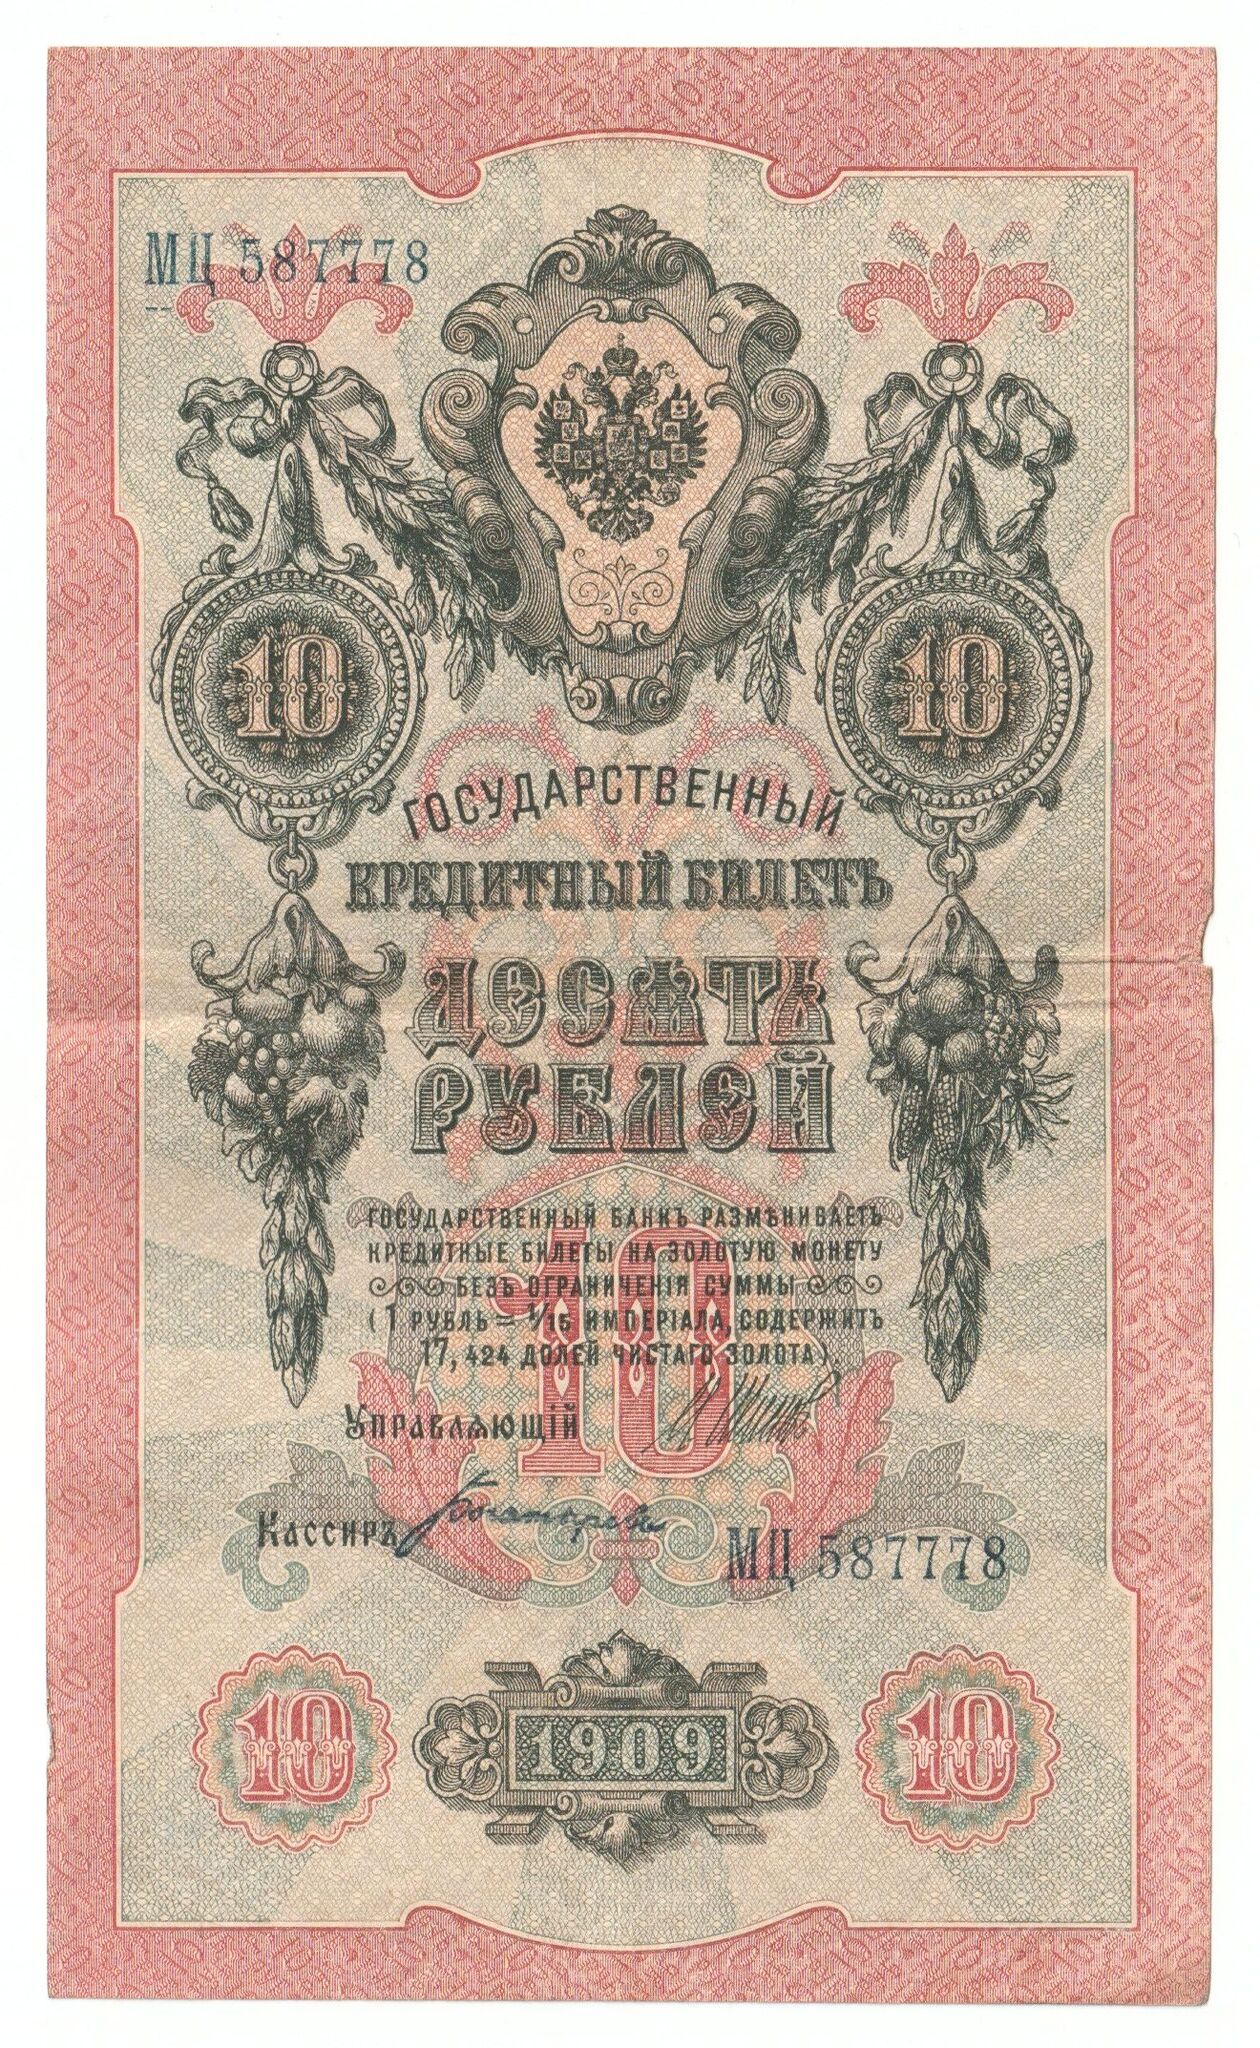 МЦ 587778
10 10
ГОСУДАРСТВЕННЫЙ
КРЕДИТНЫЙ БИЛЕТЪ
ДЕСЯТЬ
РУБЛЕЙ
ГОСУДАРСТВЕННЫЙ БАНКЪ РАЗМѢНИВАЕТЪ
КРЕДИТНЫЕ БИЛЕТЫ НА ЗОЛОТУЮ МОНЕТУ
БЕЗЪ ОГРАНИЧЕНІЯ СУММЫ
(1 РУБЛЬ = 1/15 ИМПЕРІАЛА, СОДЕРЖИТЪ
17,424 ДОЛЕЙ ЧИСТАГО ЗОЛОТА)
10
Управляющій
Кассиръ
МЦ 587778
10 1909 10